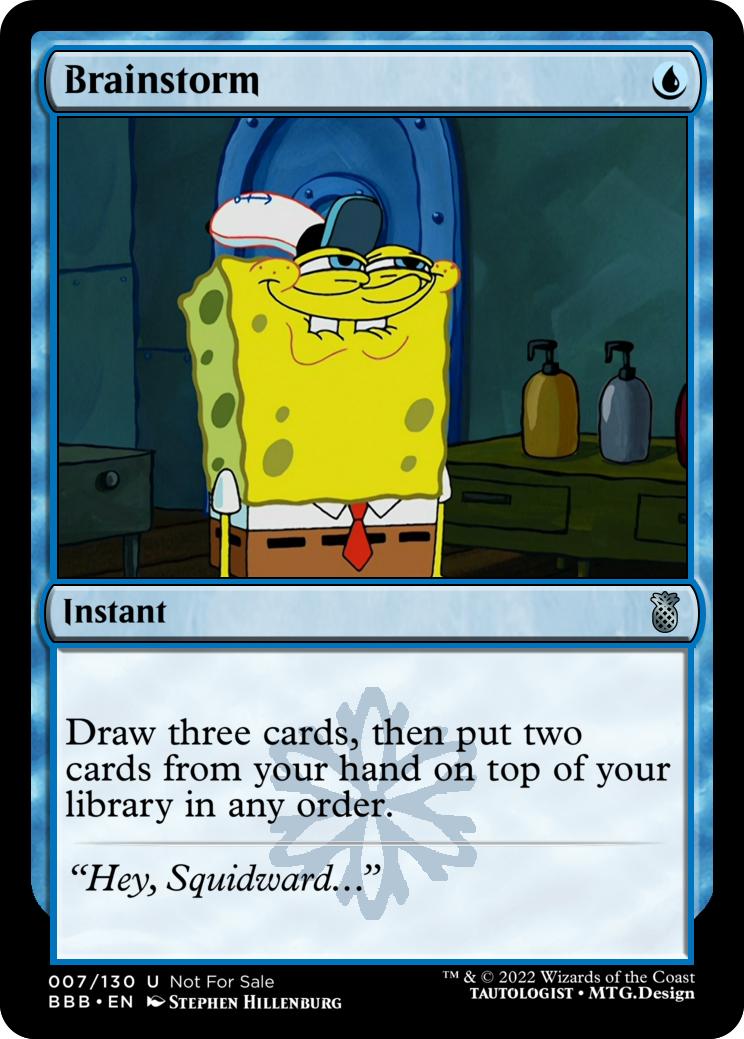 Brainstorm
Instant
Draw three cards, then put two
cards from your hand on top of your
library in any order.
“Hey, Squidward…”
007/130 U Not For Sale
BBB • EN STEPHEN HILLENBURG
™ & © 2022 Wizards of the Coast
TAUTOLOGIST • MTG.Design